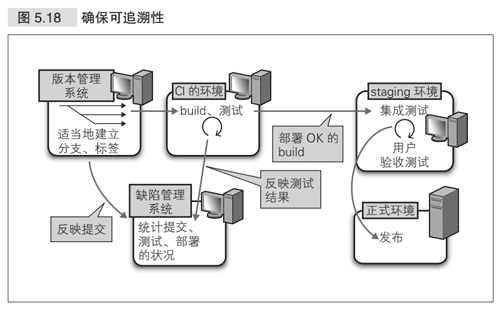 图 5.18 确保可追溯性
版本管理
系统
适当地建立
分支、标签
CI 的环境
build、测试
staging 环境
集成测试
用户
验收测试
部署 OK 的
build
反映测试
结果
反映提交
缺陷管理
系统
统计提交、
测试、部署
的状况
正式环境
发布